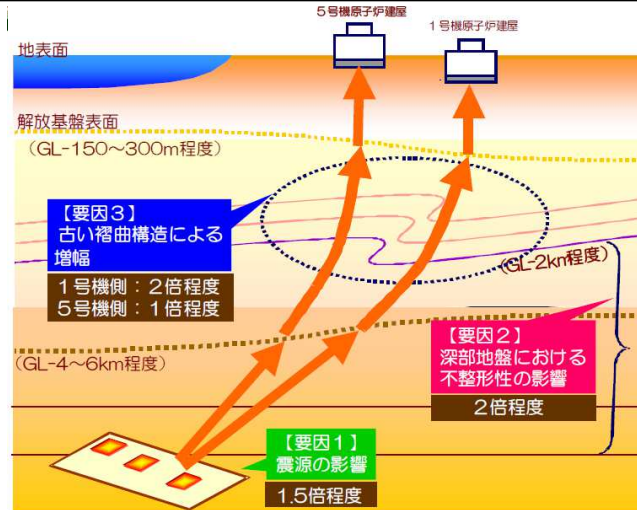 5号機原子炉建屋
1号機原子炉建屋
地表面
解放基盤表面
(GL-150～300m程度)
【要因3】
古い褶曲構造による
増幅
1号機側：2倍程度
5号機側：1倍程度
(GL-2kn程度)
【要因2】
深部地盤における
不整形性の影響
2倍程度
(GL-4～6km程度)
【要因1】
震源の影響
1.5倍程度